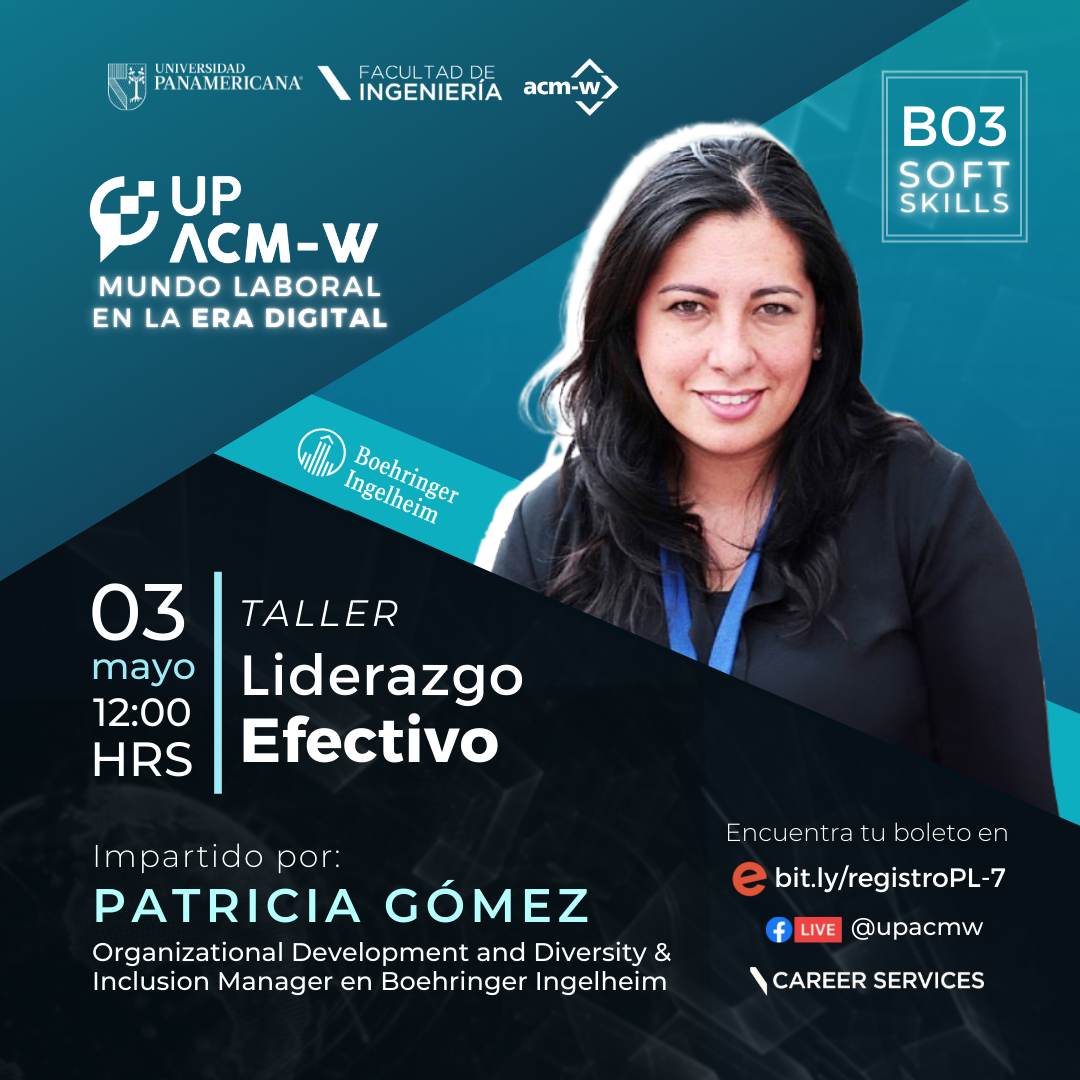 UNIVERSIDAD
PANAMERICANA®
FACULTAD DE
INGENIERÍA
acm-w
B03
SOFT
SKILLS
UP
ACM-W
MUNDO LABORAL
EN LA ERA DIGITAL
Boehringer
Ingelheim
03
mayo
12:00
HRS
TALLER
Liderazgo
Efectivo
Impartido por:
PATRICIA GÓMEZ
Organizational Development and Diversity &
Inclusion Manager en Boehringer Ingelheim
Encuentra tu boleto en
bit.ly/registroPL-7
LIVE @upacmw
CAREER SERVICES